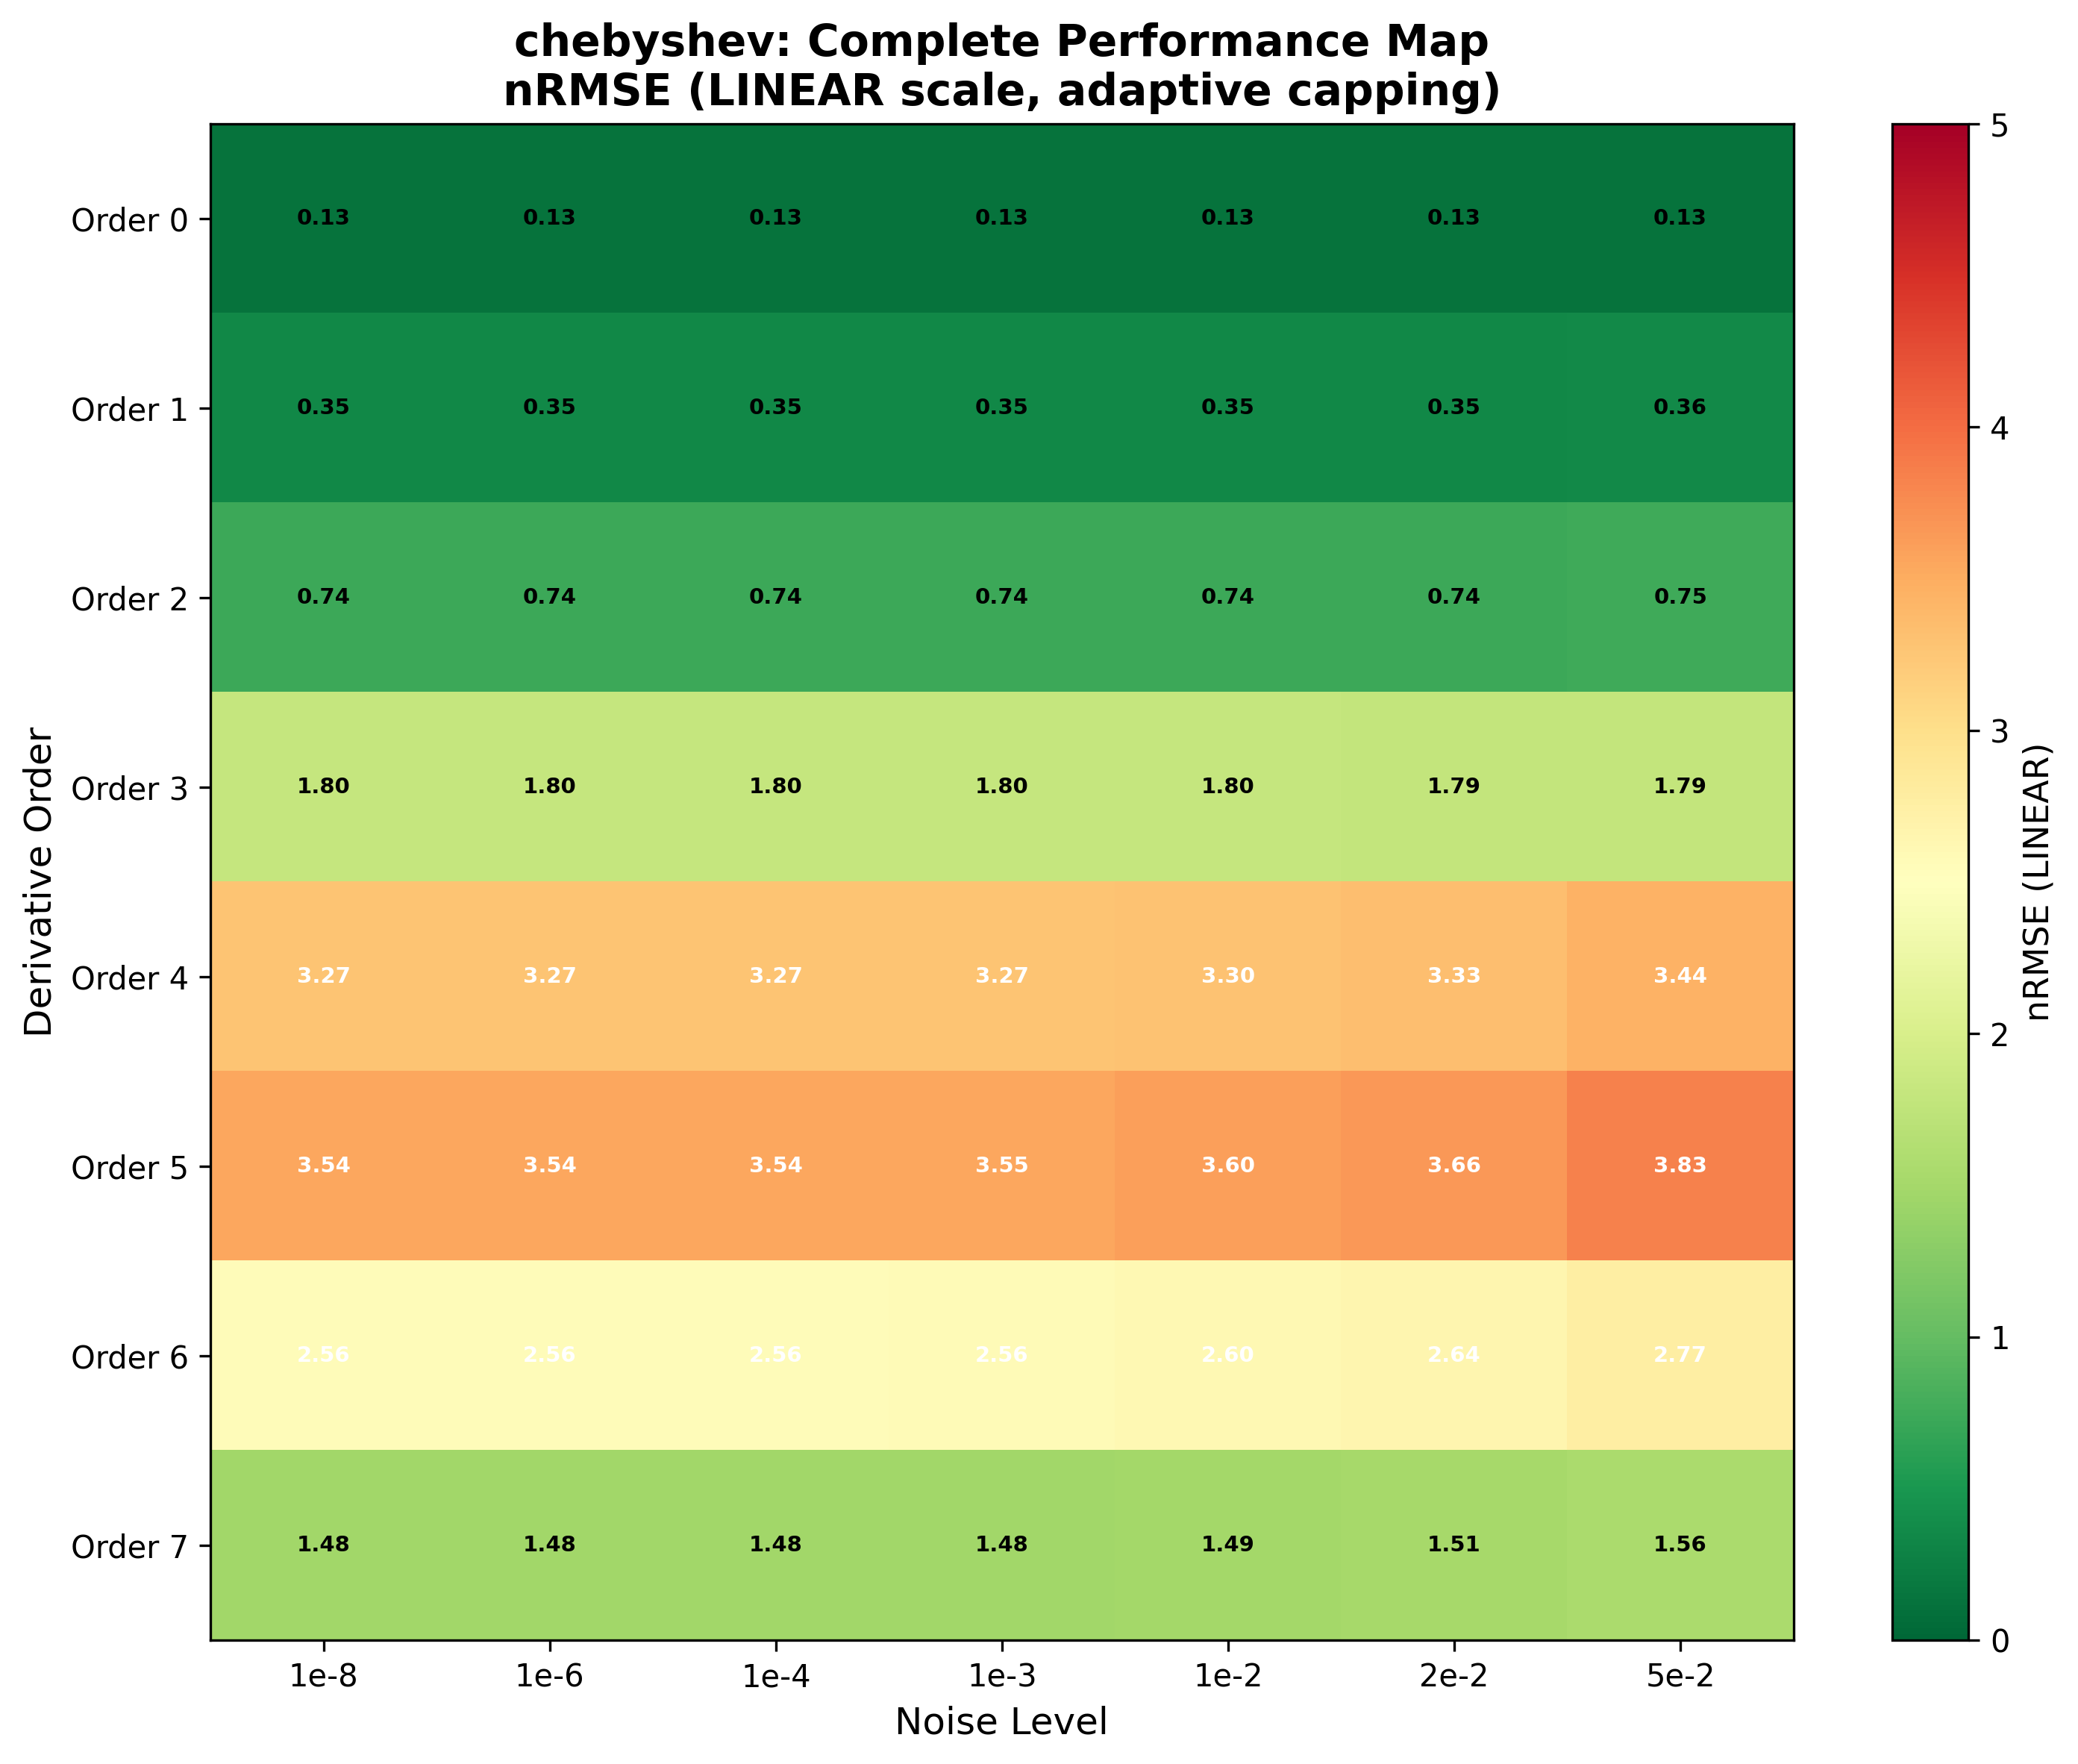 chebyshev: Complete Performance Map
nRMSE (LINEAR scale, adaptive capping)
Derivative Order
Order 0 0.13 0.13 0.13 0.13 0.13 0.13 0.13
Order 1 0.35 0.35 0.35 0.35 0.35 0.35 0.36
Order 2 0.74 0.74 0.74 0.74 0.74 0.74 0.75
Order 3 1.80 1.80 1.80 1.80 1.80 1.79 1.79
Order 4 3.27 3.27 3.27 3.27 3.30 3.33 3.44
Order 5 3.54 3.54 3.54 3.55 3.60 3.66 3.83
Order 6 2.56 2.56 2.56 2.56 2.60 2.64 2.77
Order 7 1.48 1.48 1.48 1.48 1.49 1.51 1.56
1e-8 1e-6 1e-4 1e-3 1e-2 2e-2 5e-2
Noise Level
5
4
3
2
1
0
nRMSE (LINEAR)